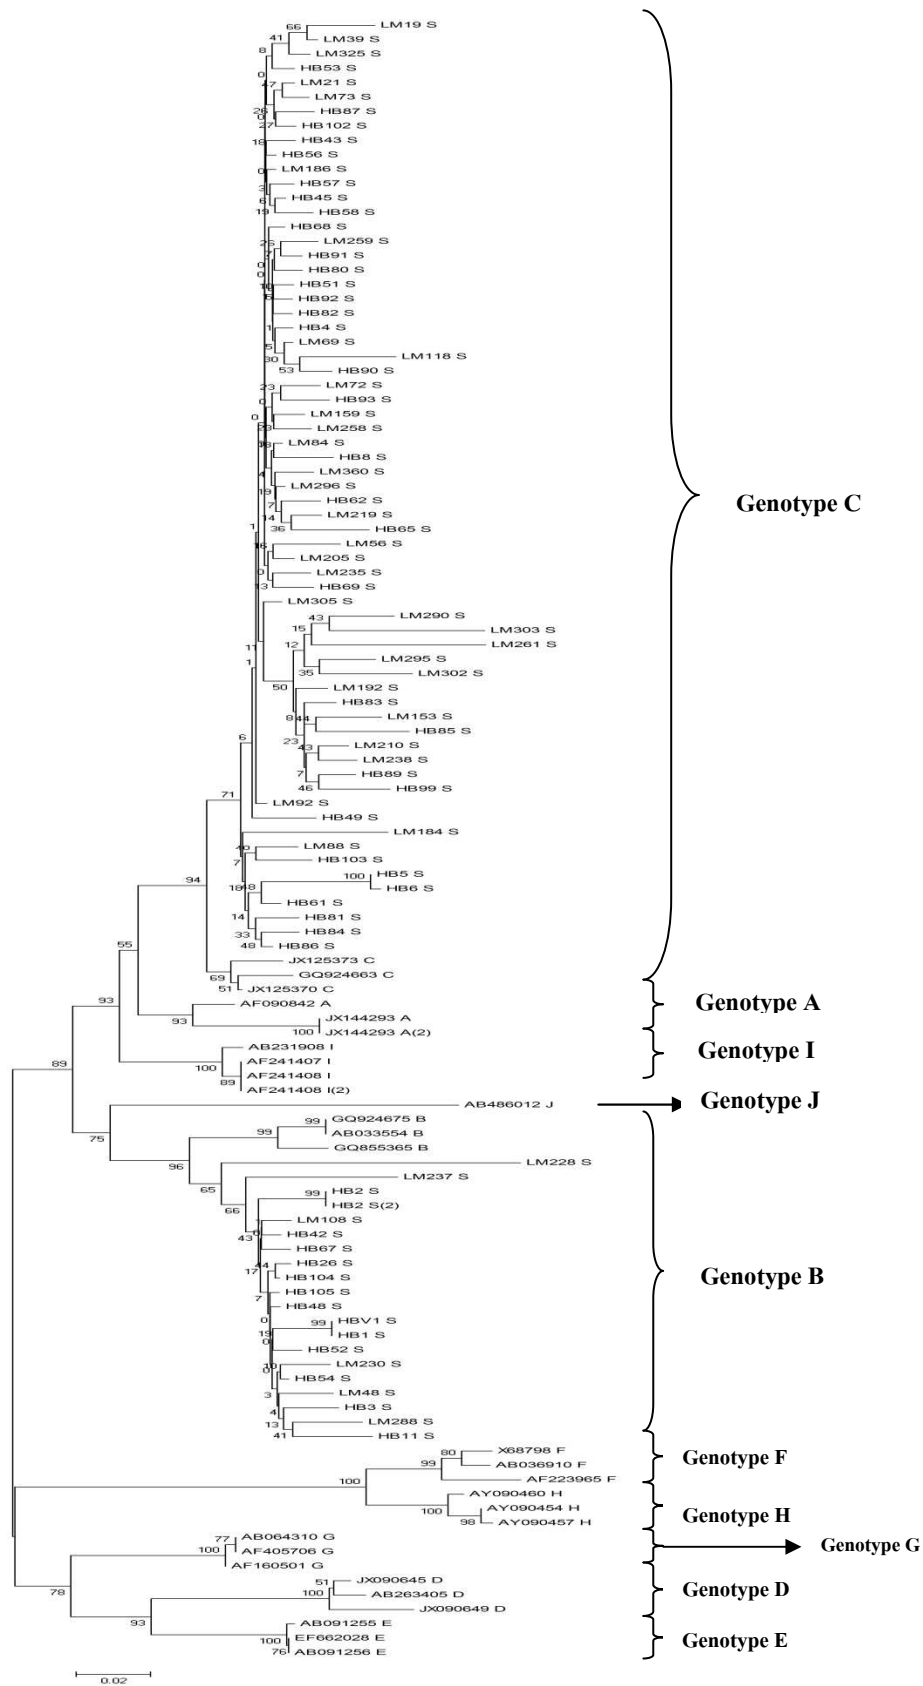 LM19 S
LM39 S
LM325 S
HB53 S
LM21 S
LM73 S
HB87 S
HB102 S
HB43 S
HB56 S
LM186 S
HB57 S
HB45 S
HB58 S
HB68 S
LM259 S
HB91 S
HB80 S
HB51 S
HB92 S
HB82 S
HB4 S
LM69 S
LM118 S
HB90 S
LM72 S
HB93 S
LM159 S
LM258 S
LM84 S
HB8 S
LM360 S
LM296 S
HB62 S
LM219 S
HB65 S
LM56 S
LM205 S
LM235 S
HB69 S
LM305 S
LM290 S
LM303 S
LM261 S
LM295 S
LM302 S
LM192 S
HB83 S
LM153 S
HB85 S
LM210 S
LM238 S
HB89 S
HB99 S
LM92 S
HB49 S
LM184 S
LM88 S
HB103 S
HB5 S
HB6 S
HB61 S
HB81 S
HB84 S
HB86 S
JX125373 C
GQ924663 C
JX125370 C
AF090842 A
JX144293 A
JX144293 A(2)
AB231908 I
AF241407 I
AF241408 I
AF241408 I(2)
AB486012 J
GQ924675 B
AB033554 B
GQ855365 B
LM228 S
LM237 S
HB2 S
HB2 S(2)
LM108 S
HB42 S
HB67 S
HB26 S
HB104 S
HB105 S
HB48 S
HBV1 S
HB1 S
HB52 S
LM230 S
HB54 S
LM48 S
HB3 S
LM288 S
HB11 S
X68798 F
AB036910 F
AF223965 F
AY090460 H
AY090454 H
AY090457 H
AB064310 G
AF405706 G
AF160501 G
JX090645 D
AB263405 D
JX090649 D
AB091255 E
EF662028 E
AB091256 E
66
41
8
53
30
36
43
15
12
35
50
23
7
46
6
71
94
100
14
33
48
69
51
55
93
93
100
100
89
89
75
99
99
96
65
66
99
43
17
7
99
3
4
13
41
80
99
100
100
98
77
100
78
51
100
93
100
76
0.02
Genotype C
Genotype A
Genotype I
Genotype J
Genotype B
Genotype F
Genotype H
Genotype G
Genotype D
Genotype E